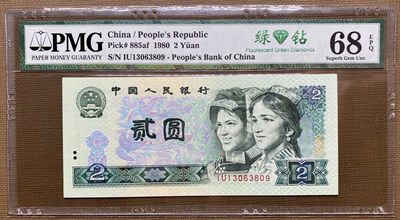 PMG
PAPER MONEY GUARANTY
China / People's Republic
Pick# 885af 1980 2 Yüan
S/N IU13063809 - People's Bank of China
绿钻
Fluorescent Green Diamonds
68 EPQ
Superb Gem Unc
中国人民银行
贰圆
2
2
2
IU13063809